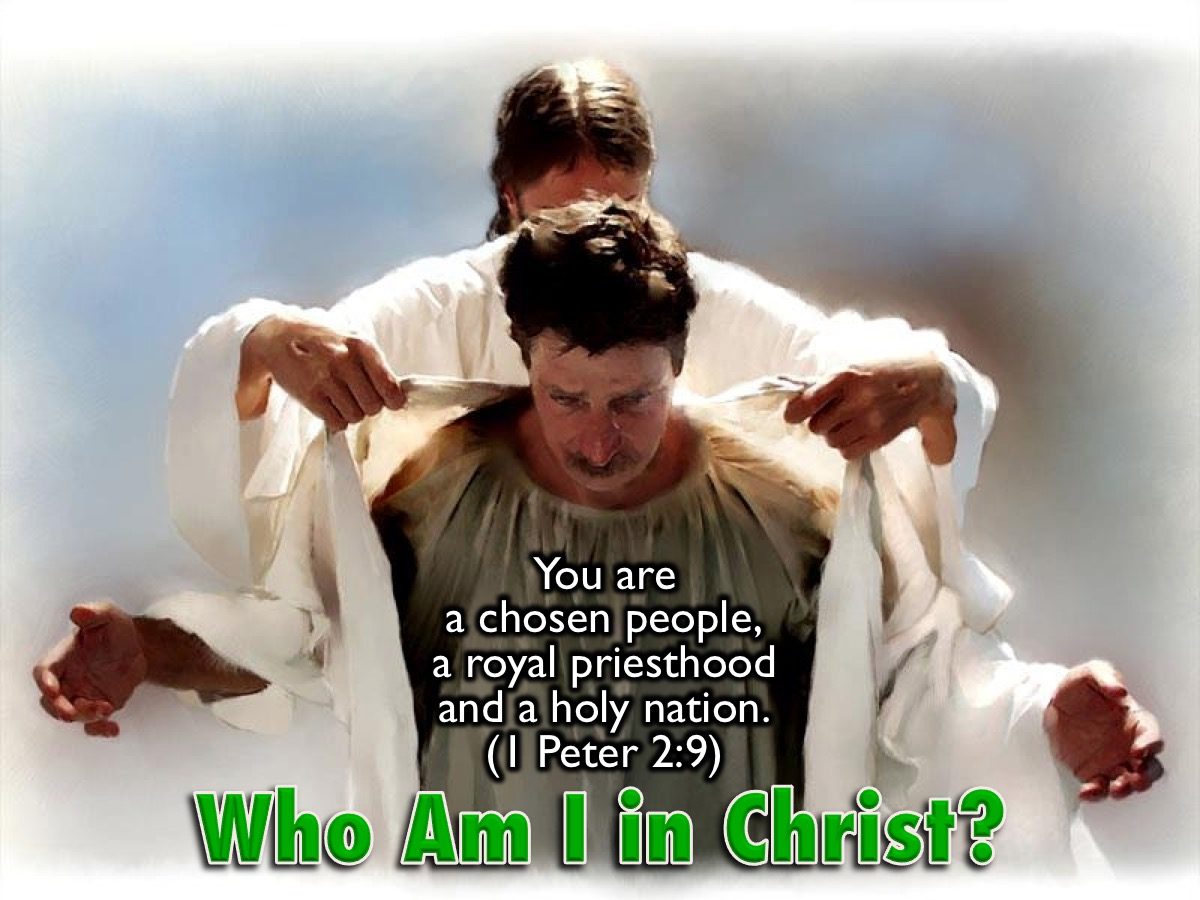 You are
a chosen people,
a royal priesthood
and a holy nation.
(1 Peter 2:9)
Who Am I in Christ?